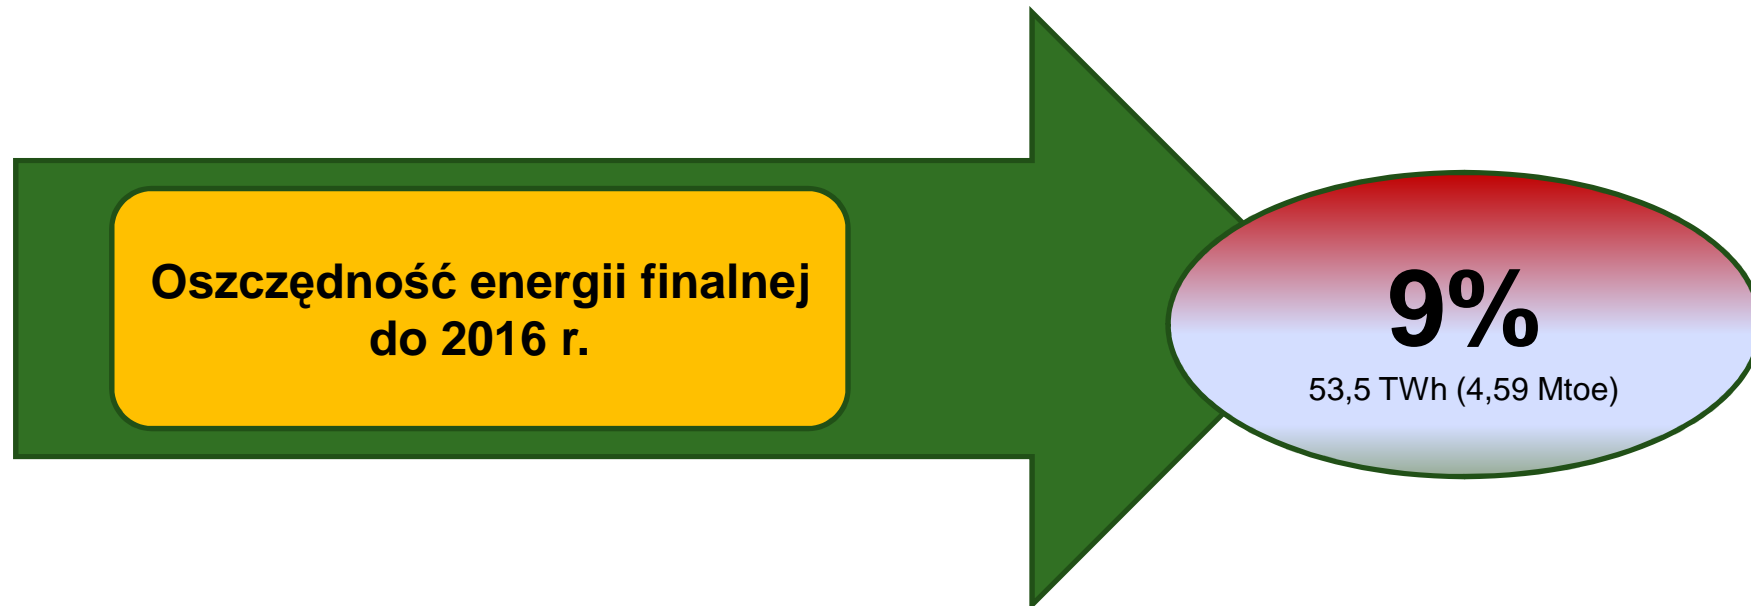 Oszczędność energii finalnej
do 2016 r.
9%
53,5 TWh (4,59 Mtoe)